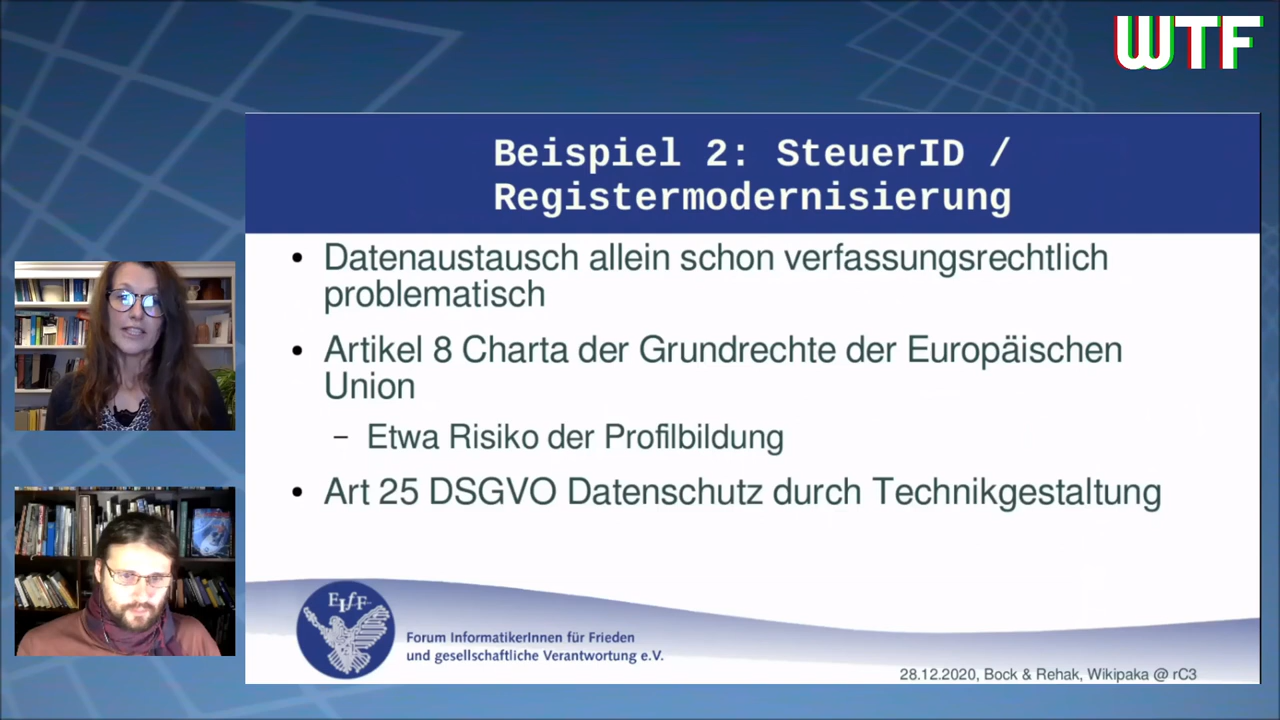 WTF
Beispiel 2: SteuerID /
Registermodernisierung
• Datenaustausch allein schon verfassungsrechtlich
problematisch
• Artikel 8 Charta der Grundrechte der Europäischen
Union
– Etwa Risiko der Profilbildung
• Art 25 DSGVO Datenschutz durch Technikgestaltung
FIfF
Forum InformatikerInnen für Frieden
und gesellschaftliche Verantwortung e.V.
28.12.2020, Bock & Rehak, Wikipaka @ rC3